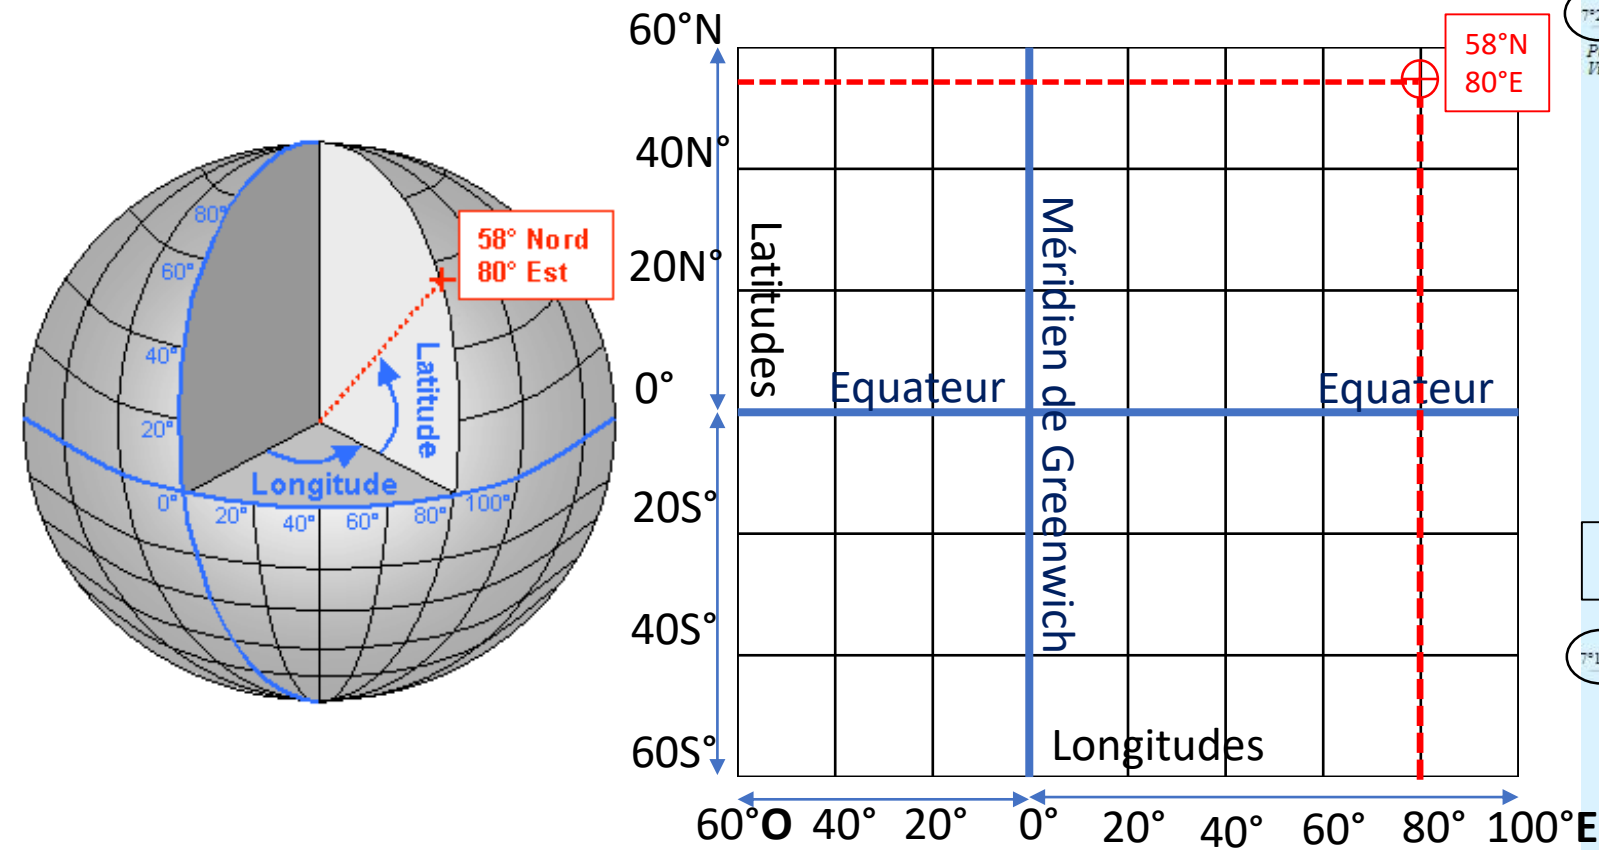 80°
60°
40°
20°
0°
20°
40°
60°
80°
100°
58° Nord
80° Est
Latitude
Longitude
60°N
40N°
20N°
0°
20S°
40S°
60S°
Latitudes
Equateur
Méridien de Greenwich
Equateur
Longitudes
58°N
80°E
60°O 40° 20° 0° 20° 40° 60° 80° 100°E